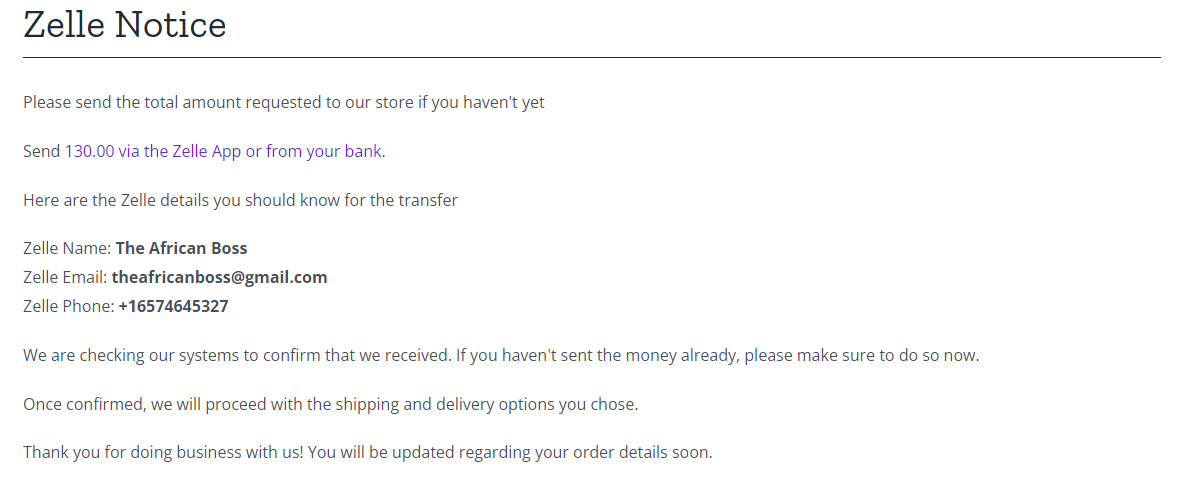 Zelle Notice
Please send the total amount requested to our store if you haven't yet
Send 130.00 via the Zelle App or from your bank.
Here are the Zelle details you should know for the transfer
Zelle Name: The African Boss
Zelle Email: theafricanboss@gmail.com
Zelle Phone: +16574645327
We are checking our systems to confirm that we received. If you haven't sent the money already, please make sure to do so now.
Once confirmed, we will proceed with the shipping and delivery options you chose.
Thank you for doing business with us! You will be updated regarding your order details soon.